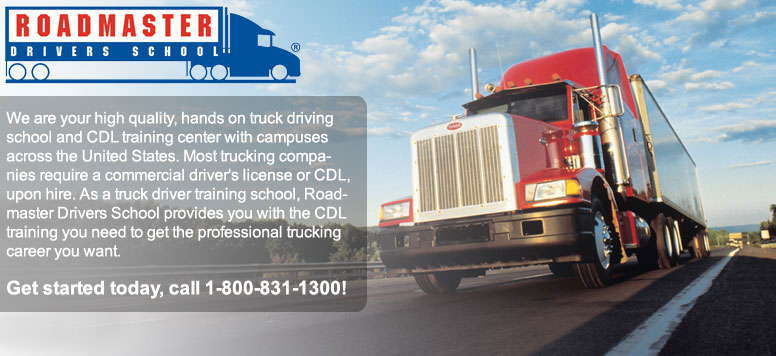 ROADMASTER
DRIVERS SCHOOL
®
We are your high quality, hands on truck driving
school and CDL training center with campuses
across the United States. Most trucking compa-
nies require a commercial driver's license or CDL,
upon hire. As a truck driver training school, Road-
master Drivers School provides you with the CDL
training you need to get the professional trucking
career you want.
Get started today, call 1-800-831-1300!